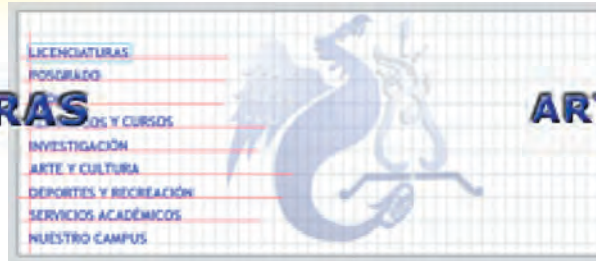 LICENCIATURAS
POSGRADO
RAS
OS Y CURSOS
INVESTIGACIÓN
ARTE Y CULTURA
DEPORTES Y RECREACIÓN
SERVICIOS ACADÉMICOS
NUESTRO CAMPUS
ART